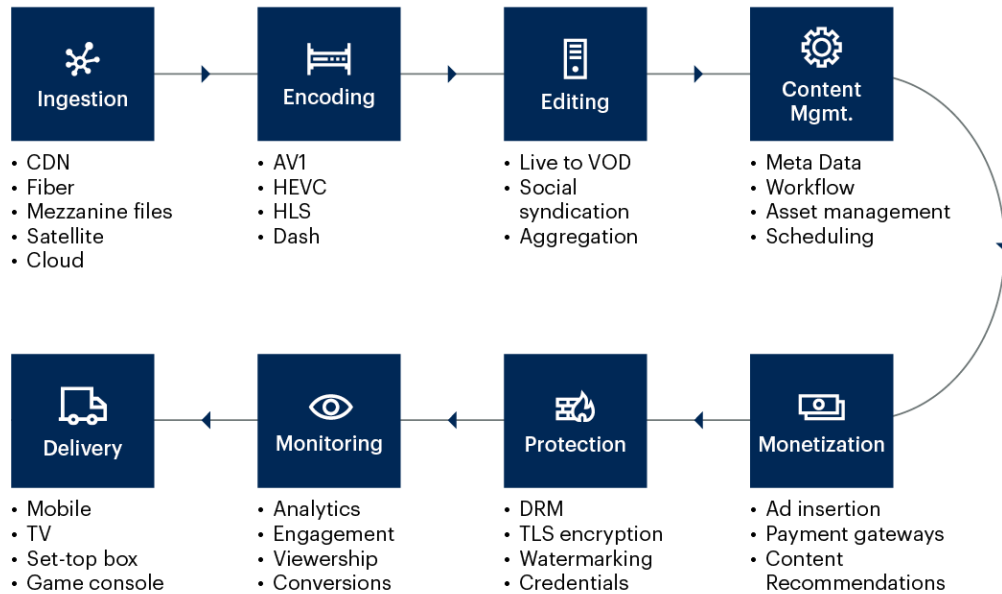 Ingestion
• CDN
• Fiber
• Mezzanine files
• Satellite
• Cloud
Encoding
• AV1
• HEVC
• HLS
• Dash
Editing
• Live to VOD
• Social
syndication
• Aggregation
Content
Mgmt.
• Meta Data
• Workflow
• Asset management
• Scheduling
Monetization
• Ad insertion
• Payment gateways
• Content
Recommendations
Protection
• DRM
• TLS encryption
• Watermarking
• Credentials
Monitoring
• Analytics
• Engagement
• Viewership
• Conversions
Delivery
• Mobile
• TV
• Set-top box
• Game console